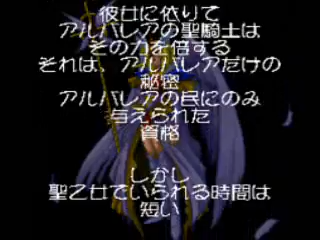 彼女に依りて
アルバレアの聖騎士は
その力を倍する
それは、アルバレアだけの
秘密
アルバレアの民にのみ
与えられた
資格
しかし
聖乙女でいられる時間は
短い